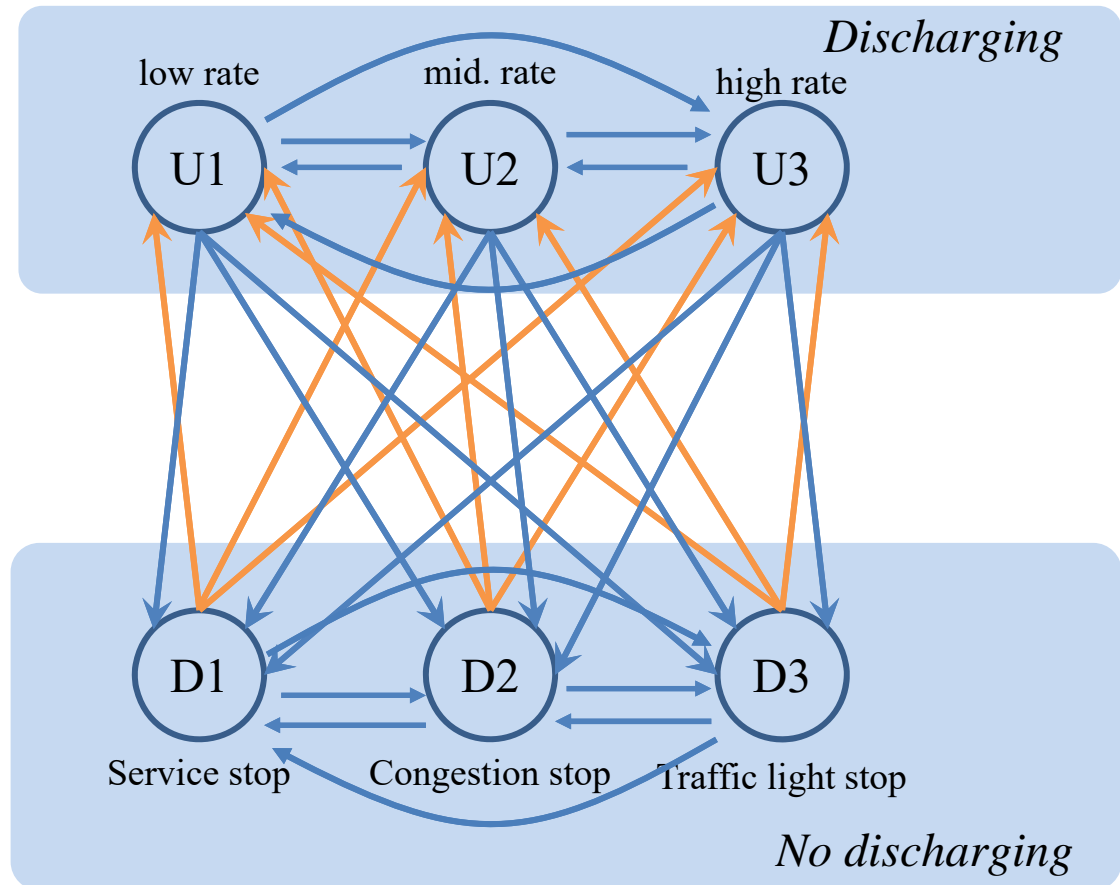 Discharging
low rate
mid. rate
high rate
U1
U2
U3
D1
D2
D3
Service stop
Congestion stop
Traffic light stop
No discharging